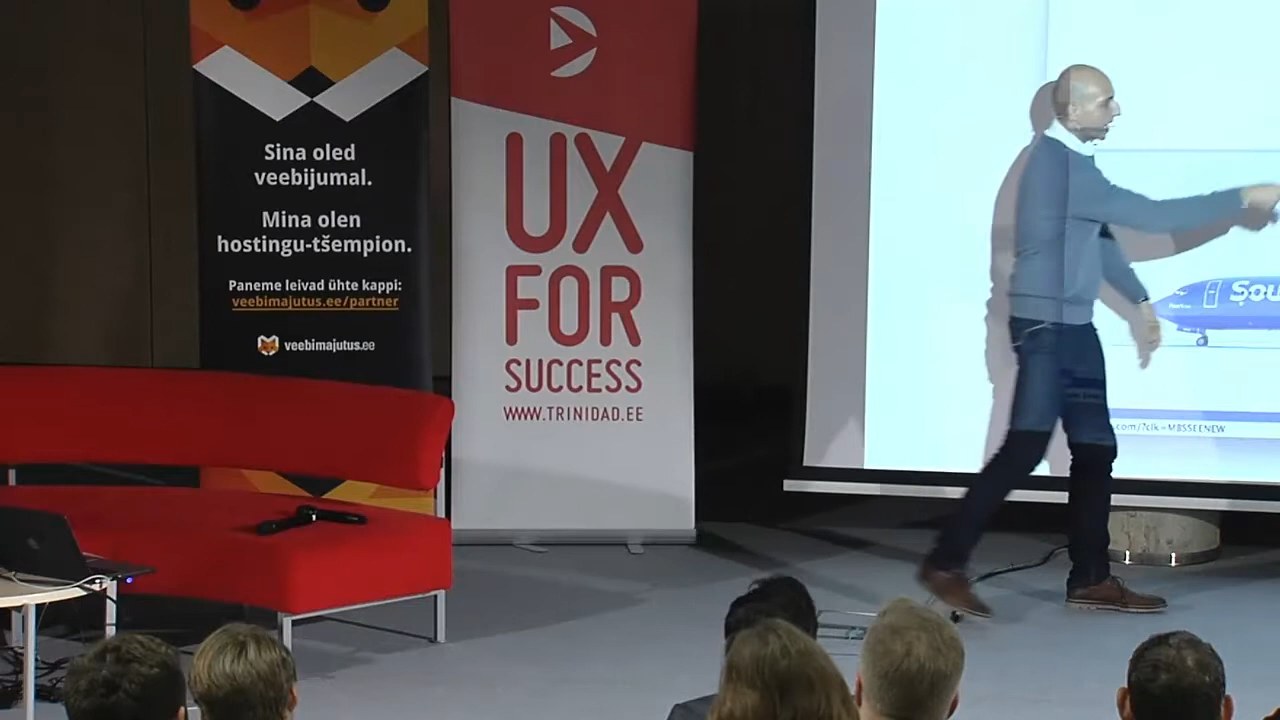 Sina oled
veebijumal.
Mina olen
hostingu-tšempion.
Paneme leivad ühte kappi:
veebimajutus.ee/partner
veebimajutus.ee
UX
FOR
SUCCESS
WWW.TRINIDAD.EE
Sou
.com/?clk=MBSSEENEW